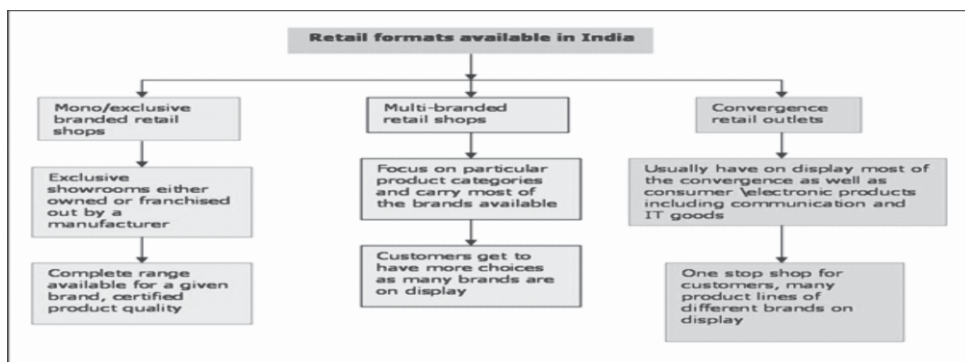 Retail formats available in India
Mono/exclusive
branded retail
shops
Exclusive
showrooms either
owned or franchised
out by a
manufacturer
Complete range
available for a given
brand, certified
product quality
Multi-branded
retail shops
Focus on particular
product categories
and carry most of
the brands available
Customers get to
have more choices
as many brands are
on display
Convergence
retail outlets
Usually have on display most of
the convergence as well as
consumer \electronic products
including communication and
IT goods
One stop shop for
customers, many
product lines of
different brands on
display